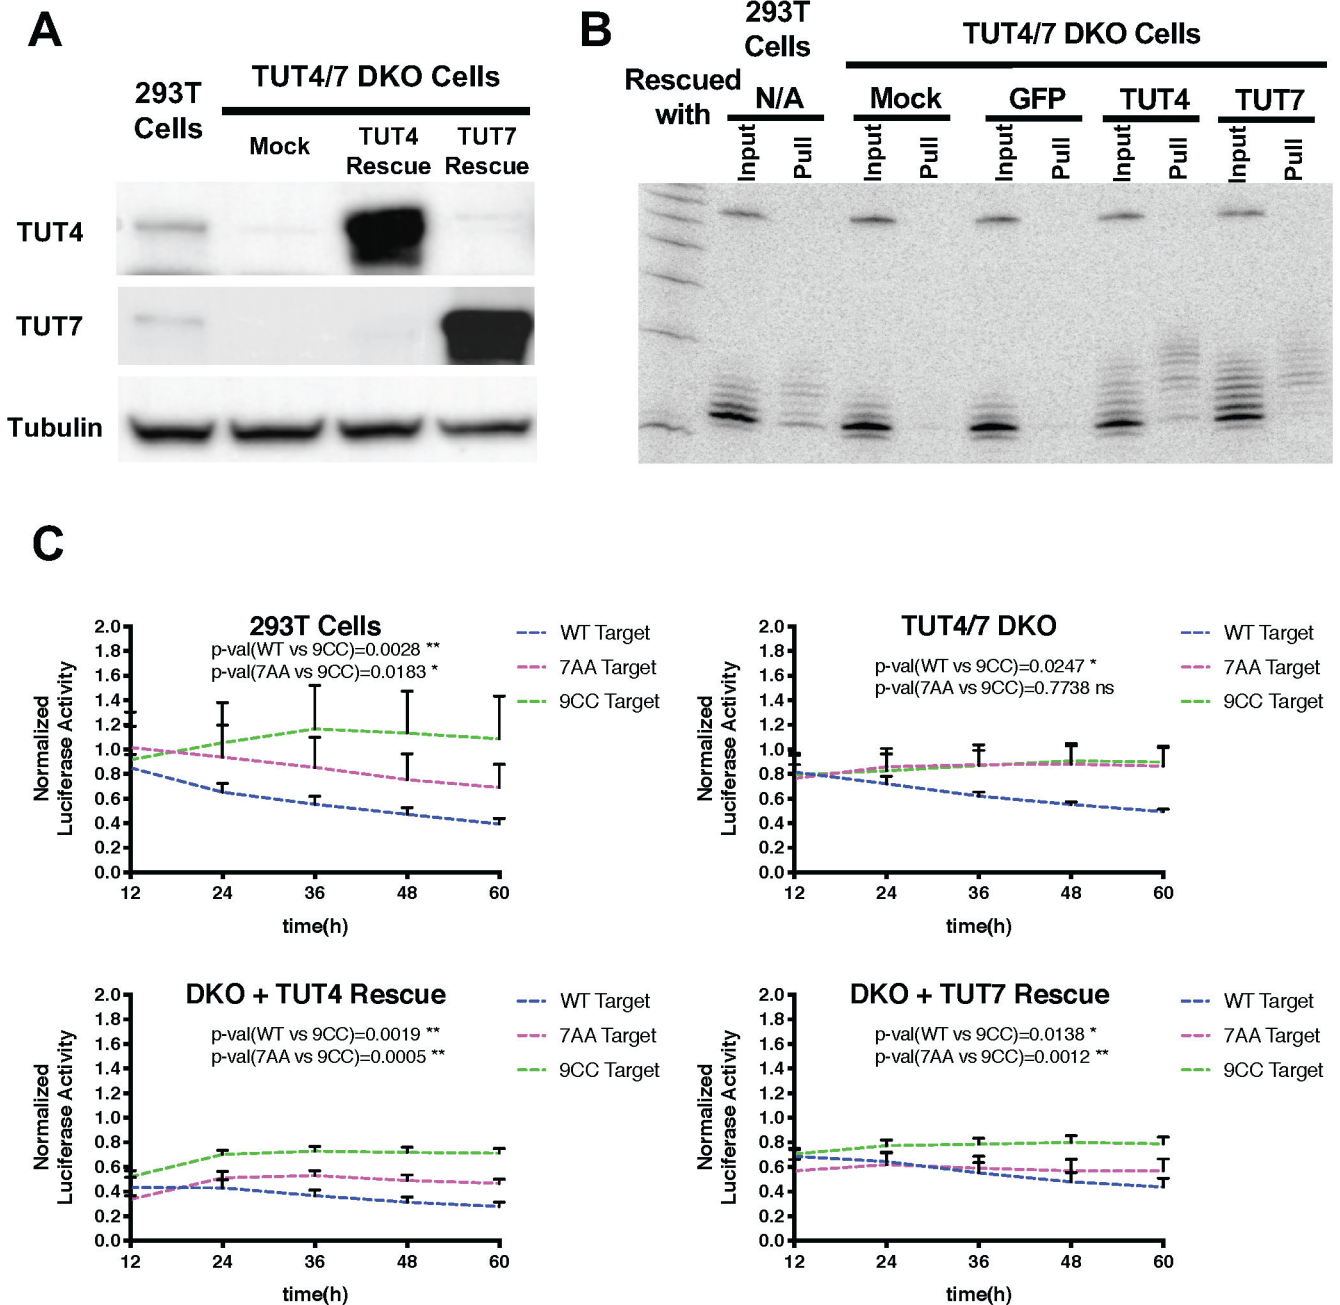 A
293T
Cells
TUT4/7 DKO Cells
Mock
TUT4
Rescue
TUT7
Rescue
TUT4
TUT7
Tubulin
B
293T
Cells
TUT4/7 DKO Cells
Rescued
with
N/A
Mock
GFP
TUT4
TUT7
Input
Pull
Input
Pull
Input
Pull
Input
Pull
Input
Pull
C
293T Cells
p-val(WT vs 9CC)=0.0028 **
p-val(7AA vs 9CC)=0.0183 *
WT Target
7AA Target
9CC Target
Normalized
Luciferase Activity
2.0
1.8
1.6
1.4
1.2
1.0
0.8
0.6
0.4
0.2
0.0
12 24 36 48 60
time(h)
TUT4/7 DKO
p-val(WT vs 9CC)=0.0247 *
p-val(7AA vs 9CC)=0.7738 ns
WT Target
7AA Target
9CC Target
Normalized
Luciferase Activity
2.0
1.8
1.6
1.4
1.2
1.0
0.8
0.6
0.4
0.2
0.0
12 24 36 48 60
time(h)
DKO + TUT4 Rescue
p-val(WT vs 9CC)=0.0019 **
p-val(7AA vs 9CC)=0.0005 **
WT Target
7AA Target
9CC Target
Normalized
Luciferase Activity
2.0
1.8
1.6
1.4
1.2
1.0
0.8
0.6
0.4
0.2
0.0
12 24 36 48 60
time(h)
DKO + TUT7 Rescue
p-val(WT vs 9CC)=0.0138 *
p-val(7AA vs 9CC)=0.0012 **
WT Target
7AA Target
9CC Target
Normalized
Luciferase Activity
2.0
1.8
1.6
1.4
1.2
1.0
0.8
0.6
0.4
0.2
0.0
12 24 36 48 60
time(h)